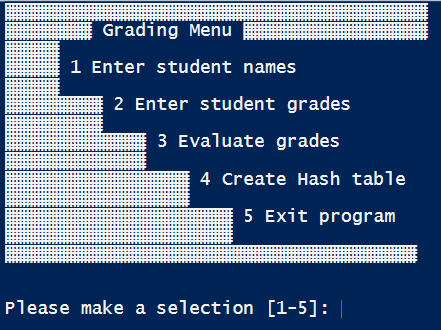 Grading Menu
1 Enter student names
2 Enter student grades
3 Evaluate grades
4 Create Hash table
5 Exit program
Please make a selection [1-5]: